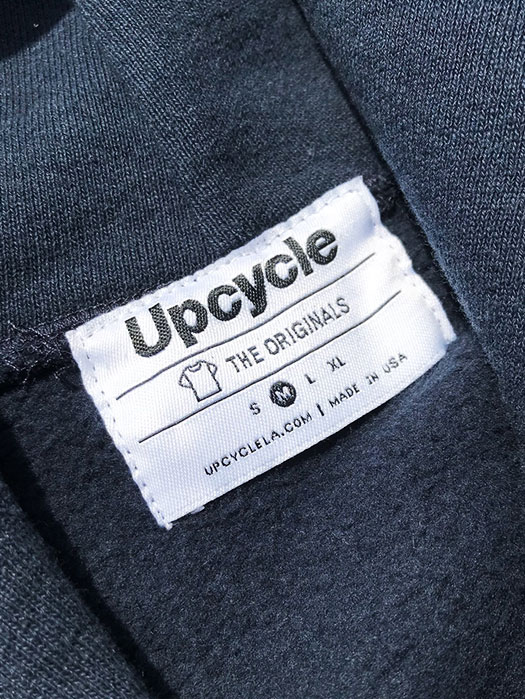 Upcycle
THE ORIGINALS
S M L XL
UPCYCLELA.COM | MADE IN USA